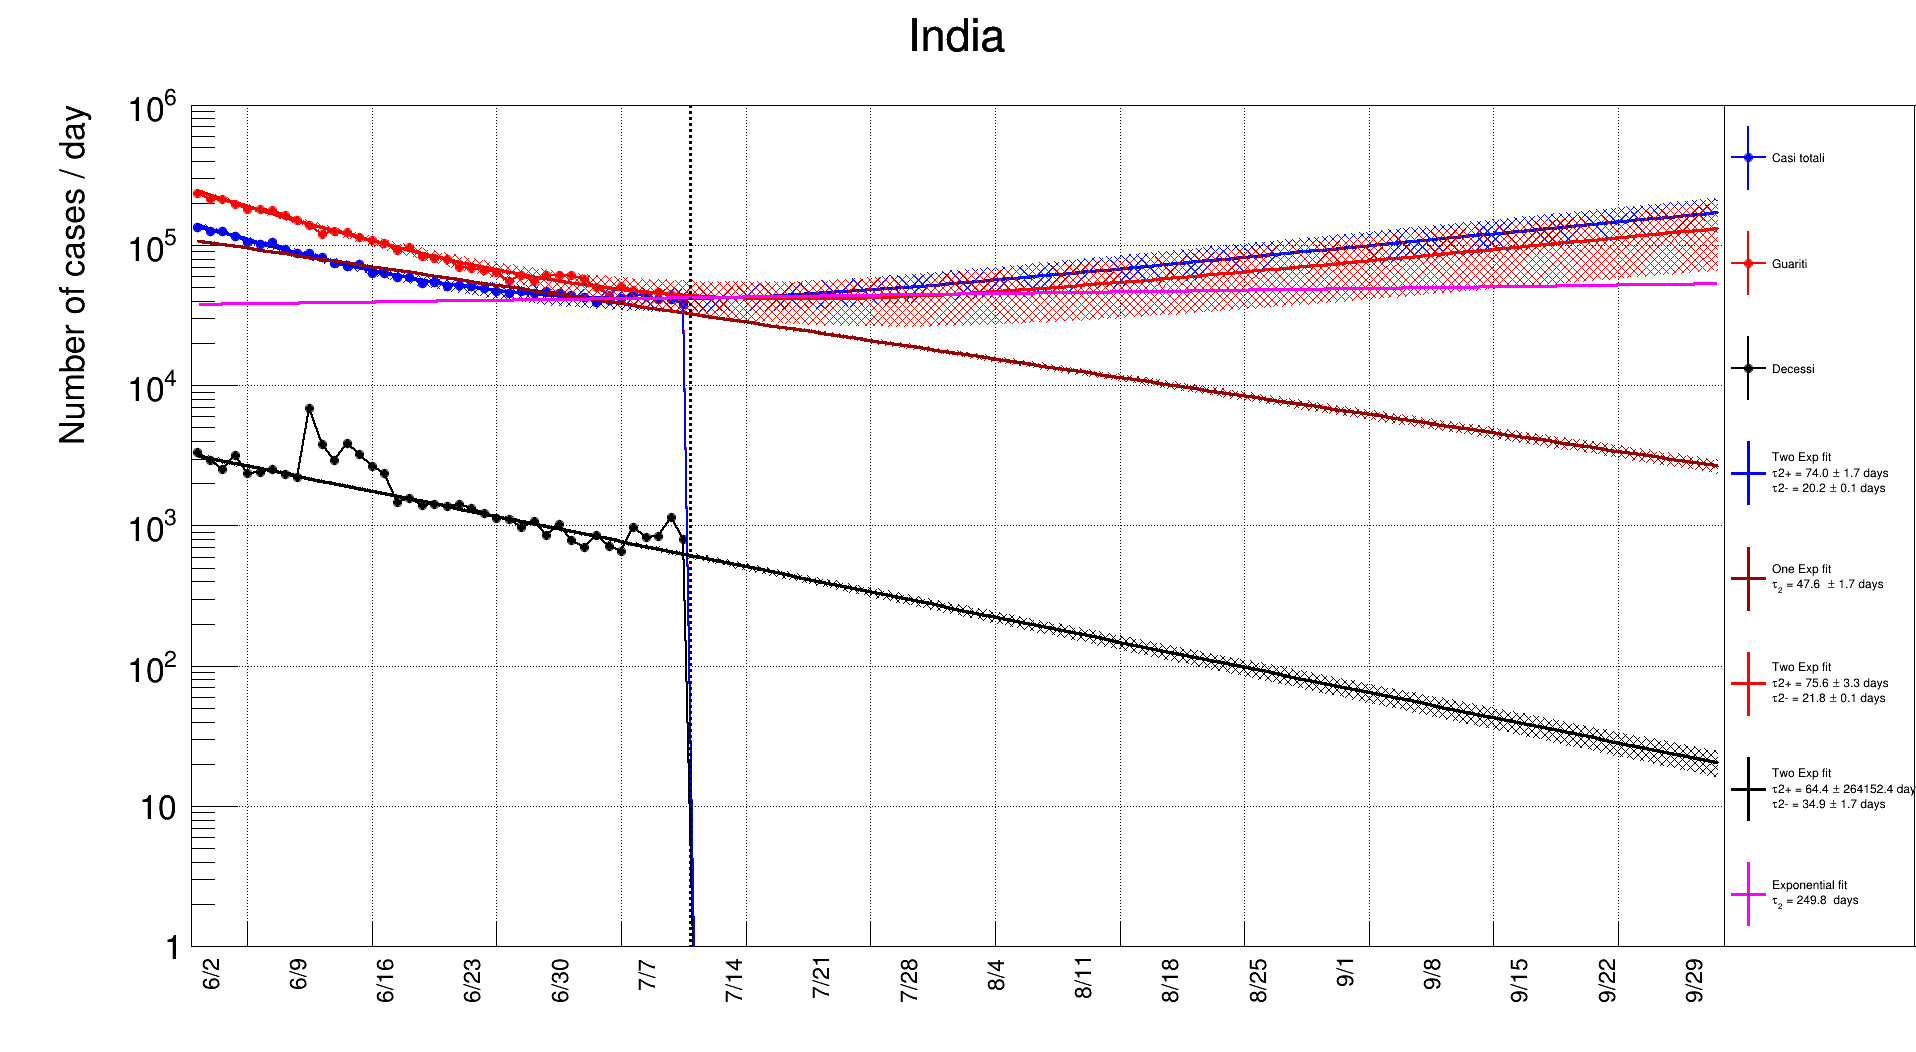 India
Number of cases / day
10^6
10^5
10^4
10^3
10^2
10
1
6/2
6/9
6/16
6/23
6/30
7/7
7/14
7/21
7/28
8/4
8/11
8/18
8/25
9/1
9/8
9/15
9/22
9/29
Casi totali
Guariti
Decessi
Two Exp fit
τ2+ = 74.0 ± 1.7 days
τ2- = 20.2 ± 0.1 days
One Exp fit
τ₂ = 47.6 ± 1.7 days
Two Exp fit
τ2+ = 75.6 ± 3.3 days
τ2- = 21.8 ± 0.1 days
Two Exp fit
τ2+ = 64.4 ± 264152.4 day
τ2- = 34.9 ± 1.7 days
Exponential fit
τ₂ = 249.8 days